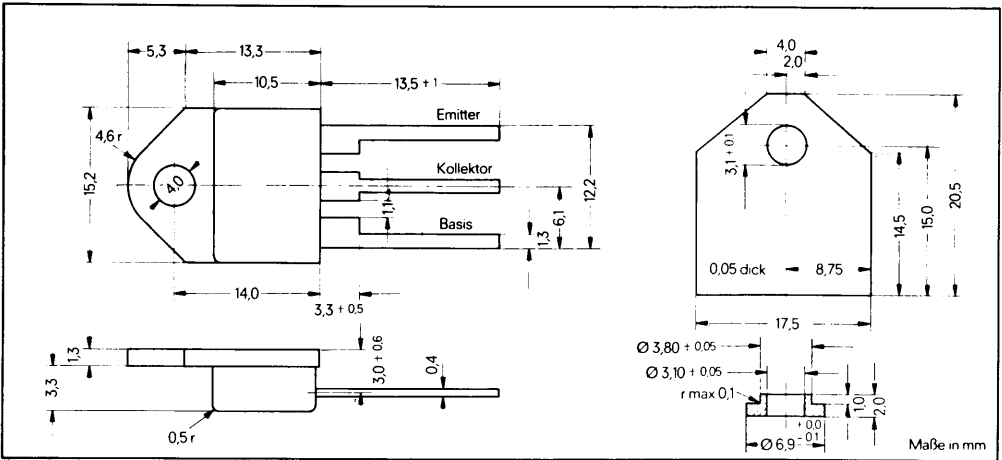 5,3
13,3
10,5
13,5 + 1
4,6 r
15,2
4,0
Emitter
Kollektor
Basis
1,1
1,3
6,1
12,2
14,0
3,3 + 0,5
1,3
3,3
0,5 r
3,0 + 0,6
0,4
4,0
2,0
3,1 + 0,1
14,5
15,0
20,5
0,05 dick
8,75
17,5
Ø 3,80 + 0,05
Ø 3,10 + 0,05
r max 0,1
1,0
2,0
Ø 6,9 + 0,0 - 0,1
Maße in mm